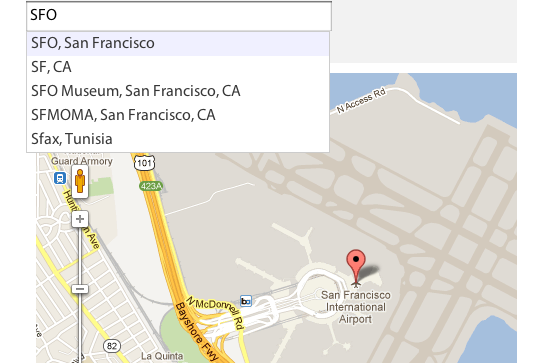 SFO
SFO, San Francisco
SF, CA
SFO Museum, San Francisco, CA
SFMOMA, San Francisco, CA
Sfax, Tunisia
N Access Rd
Guard Armory
101
423A
Ave
N McDonnell Rd
San Francisco
International
Airport
Bayshore Fwy
82
La Quinta